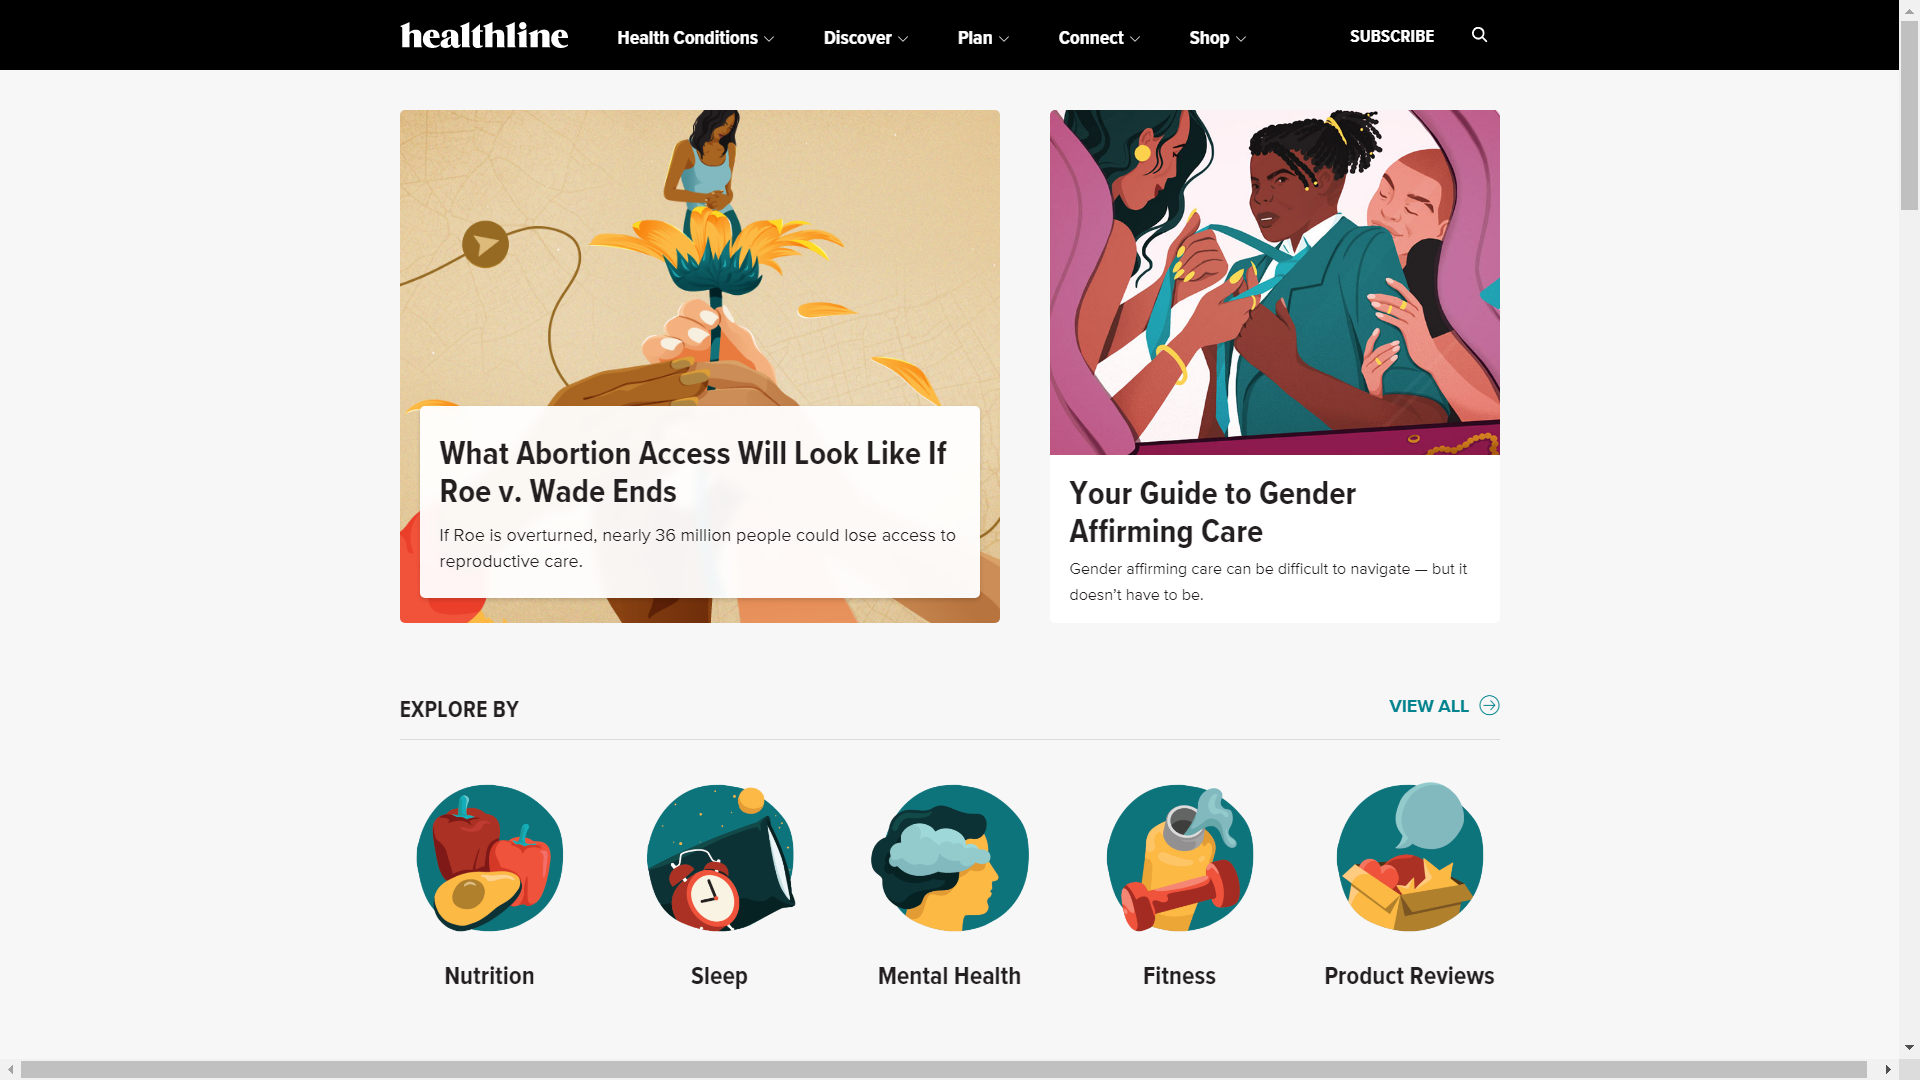 healthline
Health Conditions
Discover
Plan
Connect
Shop
SUBSCRIBE
What Abortion Access Will Look Like If
Roe v. Wade Ends
If Roe is overturned, nearly 36 million people could lose access to
reproductive care.
Your Guide to Gender
Affirming Care
Gender affirming care can be difficult to navigate — but it
doesn’t have to be.
EXPLORE BY
VIEW ALL
Nutrition
Sleep
Mental Health
Fitness
Product Reviews